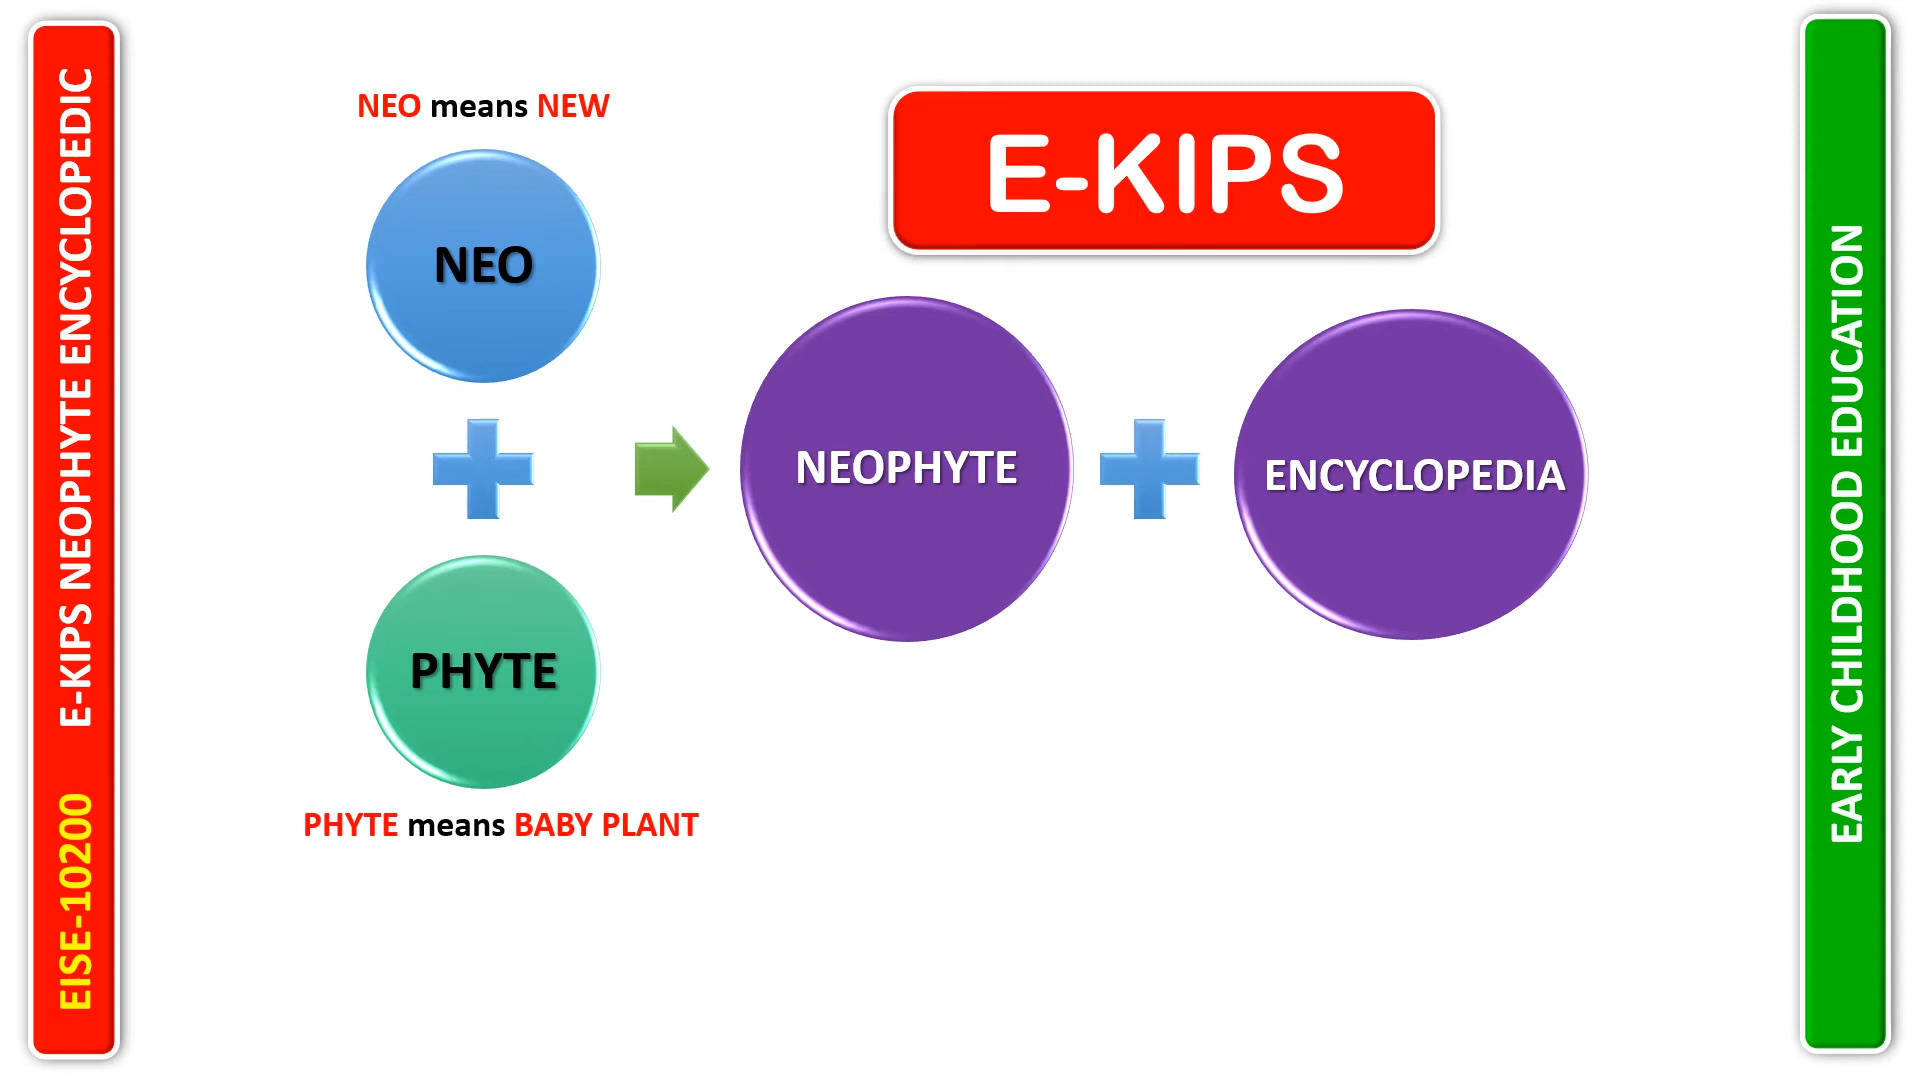 EISE-10200 E-KIPS NEOPHYTE ENCYCLOPEDIC
NEO means NEW
NEO
PHYTE
PHYTE means BABY PLANT
E-KIPS
NEOPHYTE
ENCYCLOPEDIA
EARLY CHILDHOOD EDUCATION